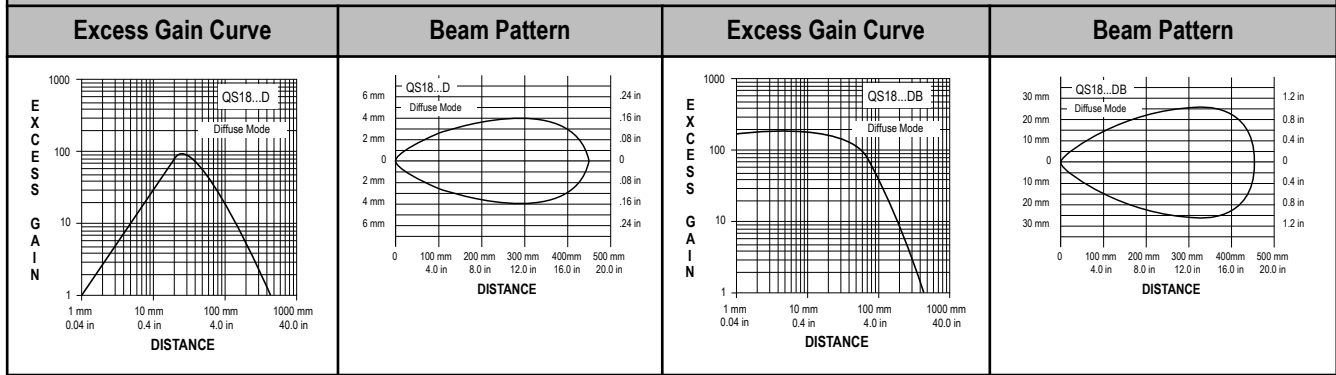 Excess Gain Curve
Beam Pattern
Excess Gain Curve
Beam Pattern
1000
100
10
1
EXCESS GAIN
QS18...D
Diffuse Mode
1 mm 10 mm 100 mm 1000 mm
0.04 in 0.4 in 4.0 in 40.0 in
DISTANCE
QS18...D
Diffuse Mode
6 mm .24 in
4 mm .16 in
2 mm .08 in
0 0
2 mm .08 in
4 mm .16 in
6 mm .24 in
0 100 mm 200 mm 300 mm 400mm 500 mm
4.0 in 8.0 in 12.0 in 16.0 in 20.0 in
DISTANCE
1000
100
10
1
EXCESS GAIN
QS18...DB
Diffuse Mode
1 mm 10 mm 100 mm 1000 mm
0.04 in 0.4 in 4.0 in 40.0 in
DISTANCE
QS18...DB
Diffuse Mode
30 mm 1.2 in
20 mm 0.8 in
10 mm 0.4 in
0 0
10 mm 0.4 in
20 mm 0.8 in
30 mm 1.2 in
0 100 mm 200 mm 300 mm 400mm 500 mm
4.0 in 8.0 in 12.0 in 16.0 in 20.0 in
DISTANCE